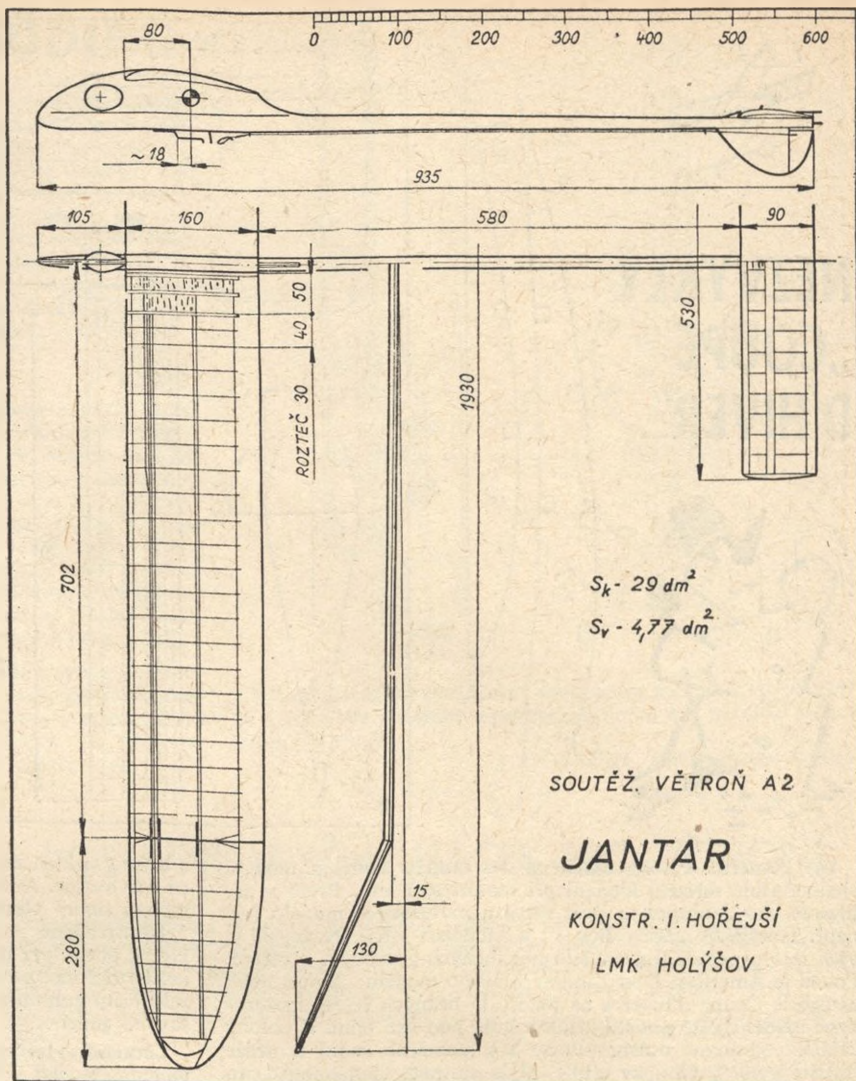 80
0 100 200 300 400 500 600
~18
935
105 160 580 90
50
40
530
ROZTEČ 30
1930
702
Sk - 29 dm²
Sv - 4,77 dm²
SOUTĚŽ. VĚTROŇ A2
JANTAR
15
KONSTR. I. HOŘEJŠÍ
130
280
LMK HOLÝŠOV